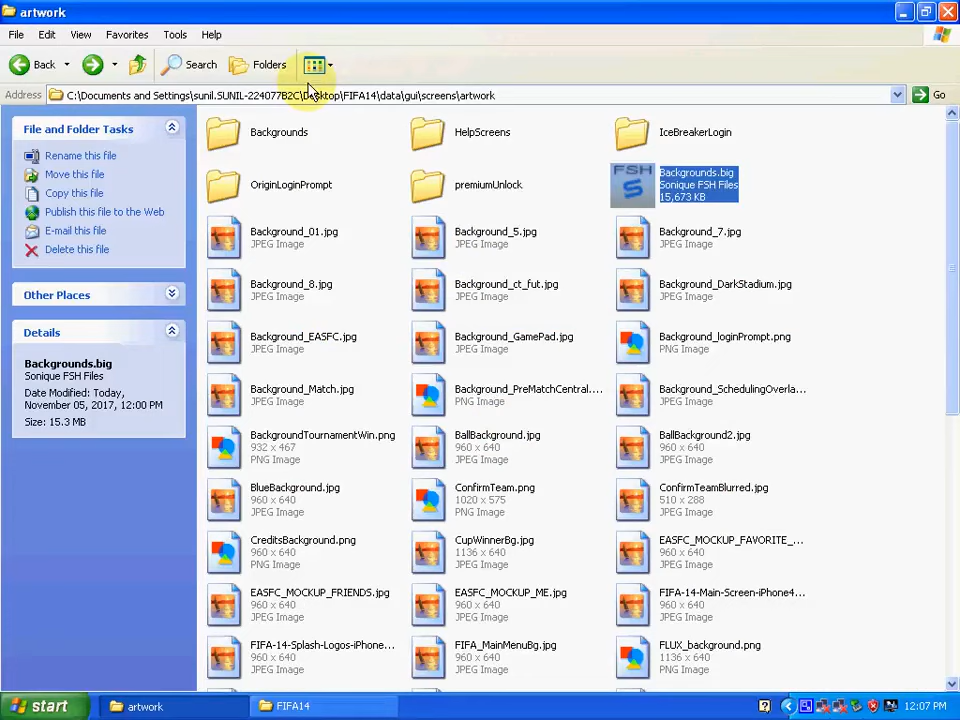 artwork
File Edit View Favorites Tools Help
Back Search Folders
Address C:\Documents and Settings\sunil.SUNIL-224077B2C\Desktop\FIFA14\data\gui\screens\artwork Go
File and Folder Tasks
Rename this file
Move this file
Copy this file
Publish this file to the Web
E-mail this file
Delete this file
Other Places
Details
Backgrounds.big
Sonique FSH Files
Date Modified: Today,
November 05, 2017, 12:00 PM
Size: 15.3 MB
Backgrounds HelpScreens IceBreakerLogin
OriginLoginPrompt premiumUnlock
FSH
S
Backgrounds.big
Sonique FSH Files
15,673 KB
Background_01.jpg Background_5.jpg Background_7.jpg
JPEG Image JPEG Image JPEG Image
Background_8.jpg Background_ct_fut.jpg Background_DarkStadium.jpg
JPEG Image JPEG Image JPEG Image
Background_EASFC.jpg Background_GamePad.jpg Background_loginPrompt.png
JPEG Image JPEG Image PNG Image
Background_Match.jpg Background_PreMatchCentral.... Background_SchedulingOverla...
JPEG Image PNG Image JPEG Image
BackgroundTournamentWin.png BallBackground.jpg BallBackground2.jpg
932 x 467 960 x 640 960 x 640
PNG Image JPEG Image JPEG Image
BlueBackground.jpg ConfirmTeam.png ConfirmTeamBlurred.jpg
960 x 640 1020 x 575 510 x 288
JPEG Image PNG Image JPEG Image
CreditsBackground.png CupWinnerBg.jpg EASFC_MOCKUP_FAVORITE_...
960 x 640 1136 x 640 960 x 640
PNG Image JPEG Image JPEG Image
EASFC_MOCKUP_FRIENDS.jpg EASFC_MOCKUP_ME.jpg FIFA-14-Main-Screen-iPhone4...
960 x 640 960 x 640 960 x 640
JPEG Image JPEG Image JPEG Image
FIFA-14-Splash-Logos-iPhone... FIFA_MainMenuBg.jpg FLUX_background.png
960 x 640 960 x 640 1136 x 640
JPEG Image JPEG Image PNG Image
start artwork FIFA14 12:07 PM